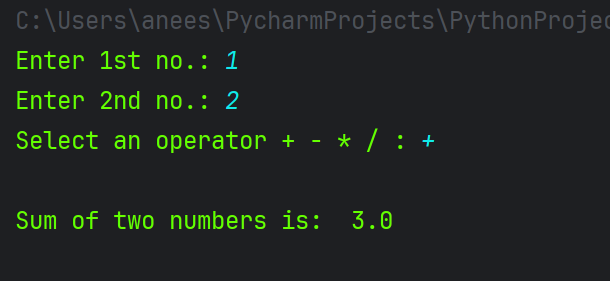 C:\Users\anees\PycharmProjects\PythonProjec
Enter 1st no.: 1
Enter 2nd no.: 2
Select an operator + - * / : +
Sum of two numbers is:  3.0